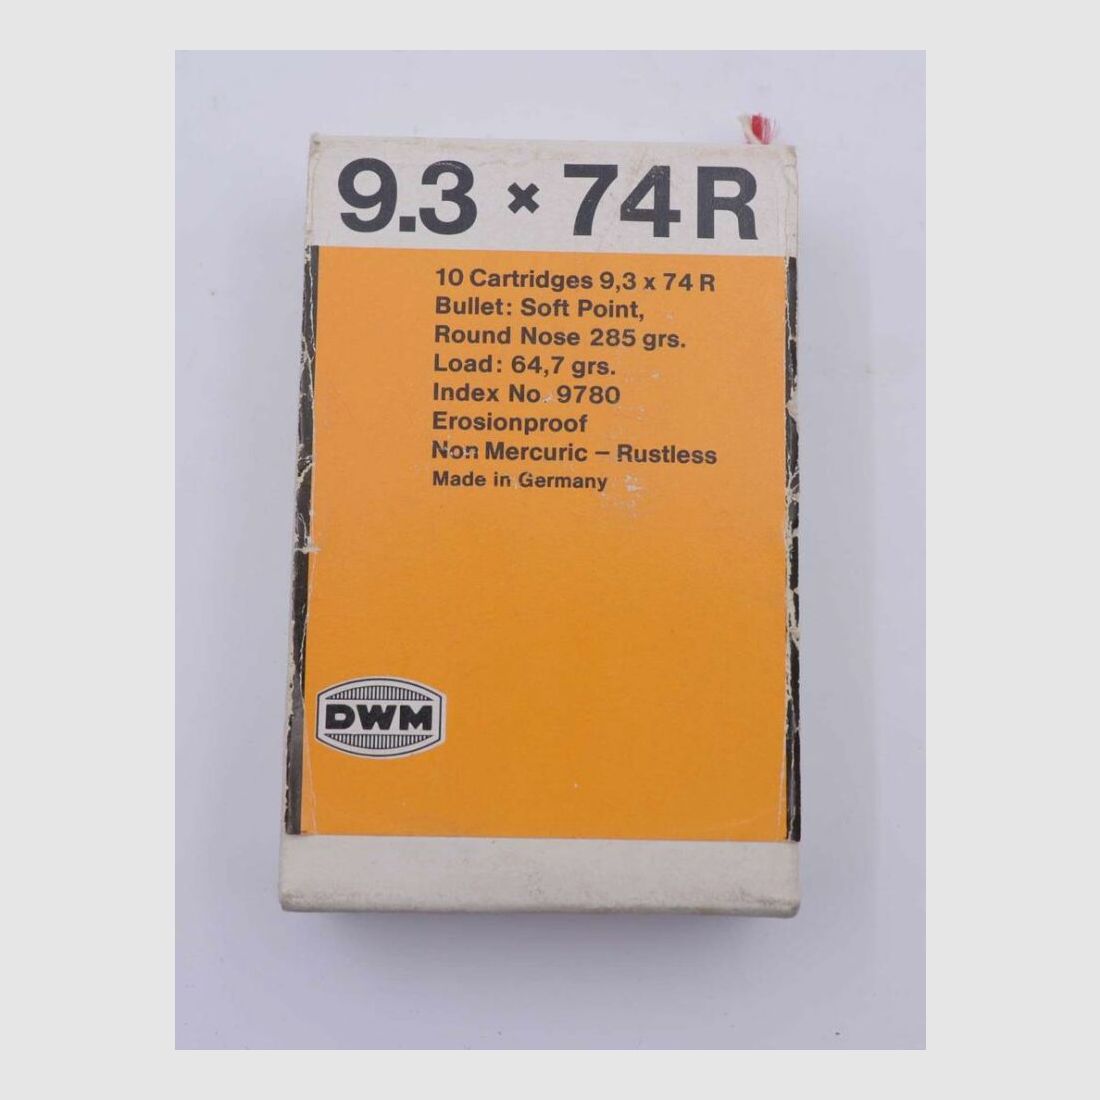 9.3 × 74 R
10 Cartridges 9,3 x 74 R
Bullet: Soft Point,
Round Nose 285 grs.
Load: 64,7 grs.
Index No. 9780
Erosionproof
Non Mercuric – Rustless
Made in Germany
DWM